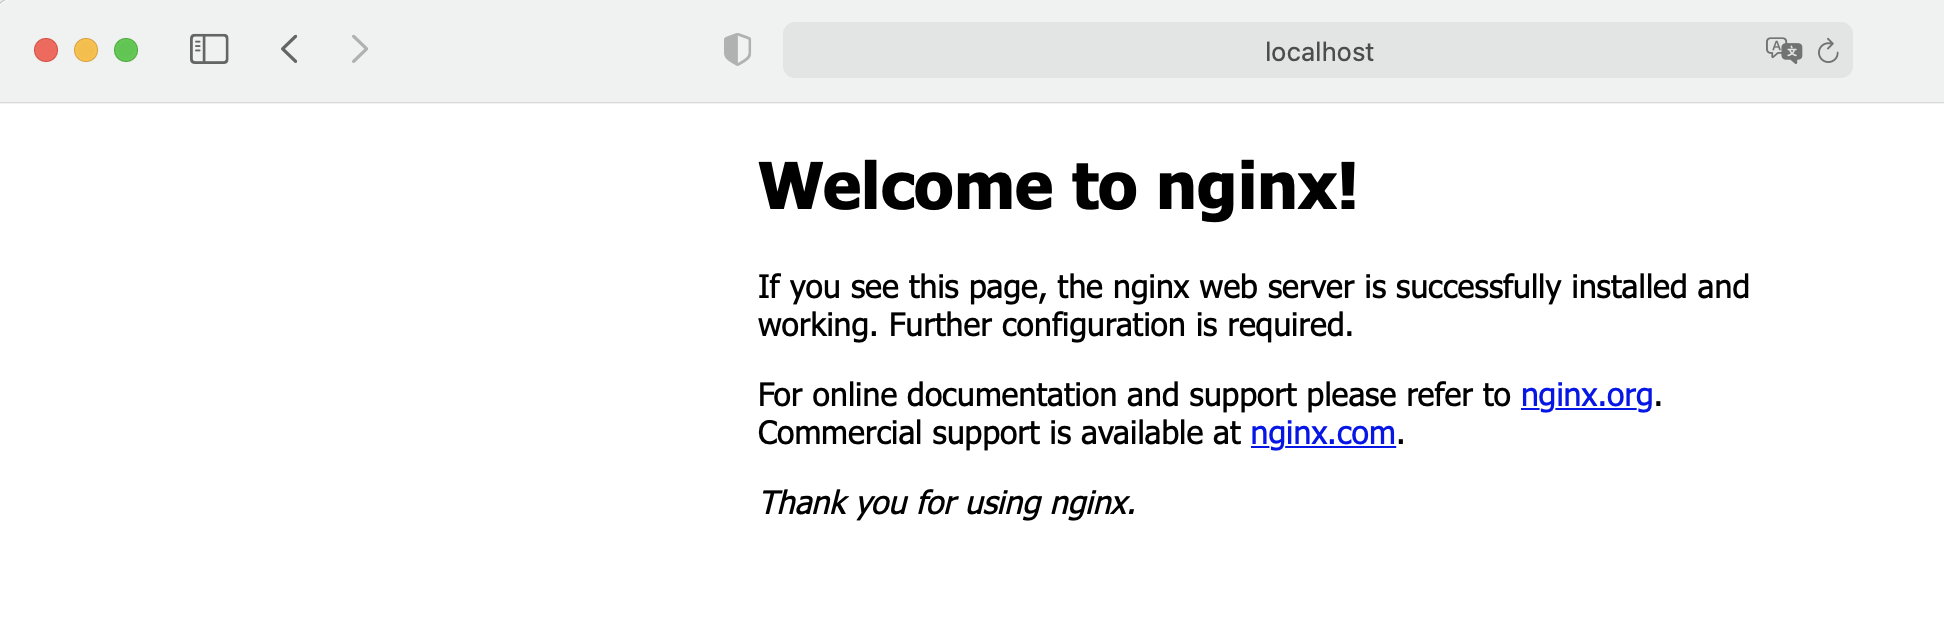 localhost
Welcome to nginx!
If you see this page, the nginx web server is successfully installed and
working. Further configuration is required.
For online documentation and support please refer to nginx.org.
Commercial support is available at nginx.com.
Thank you for using nginx.